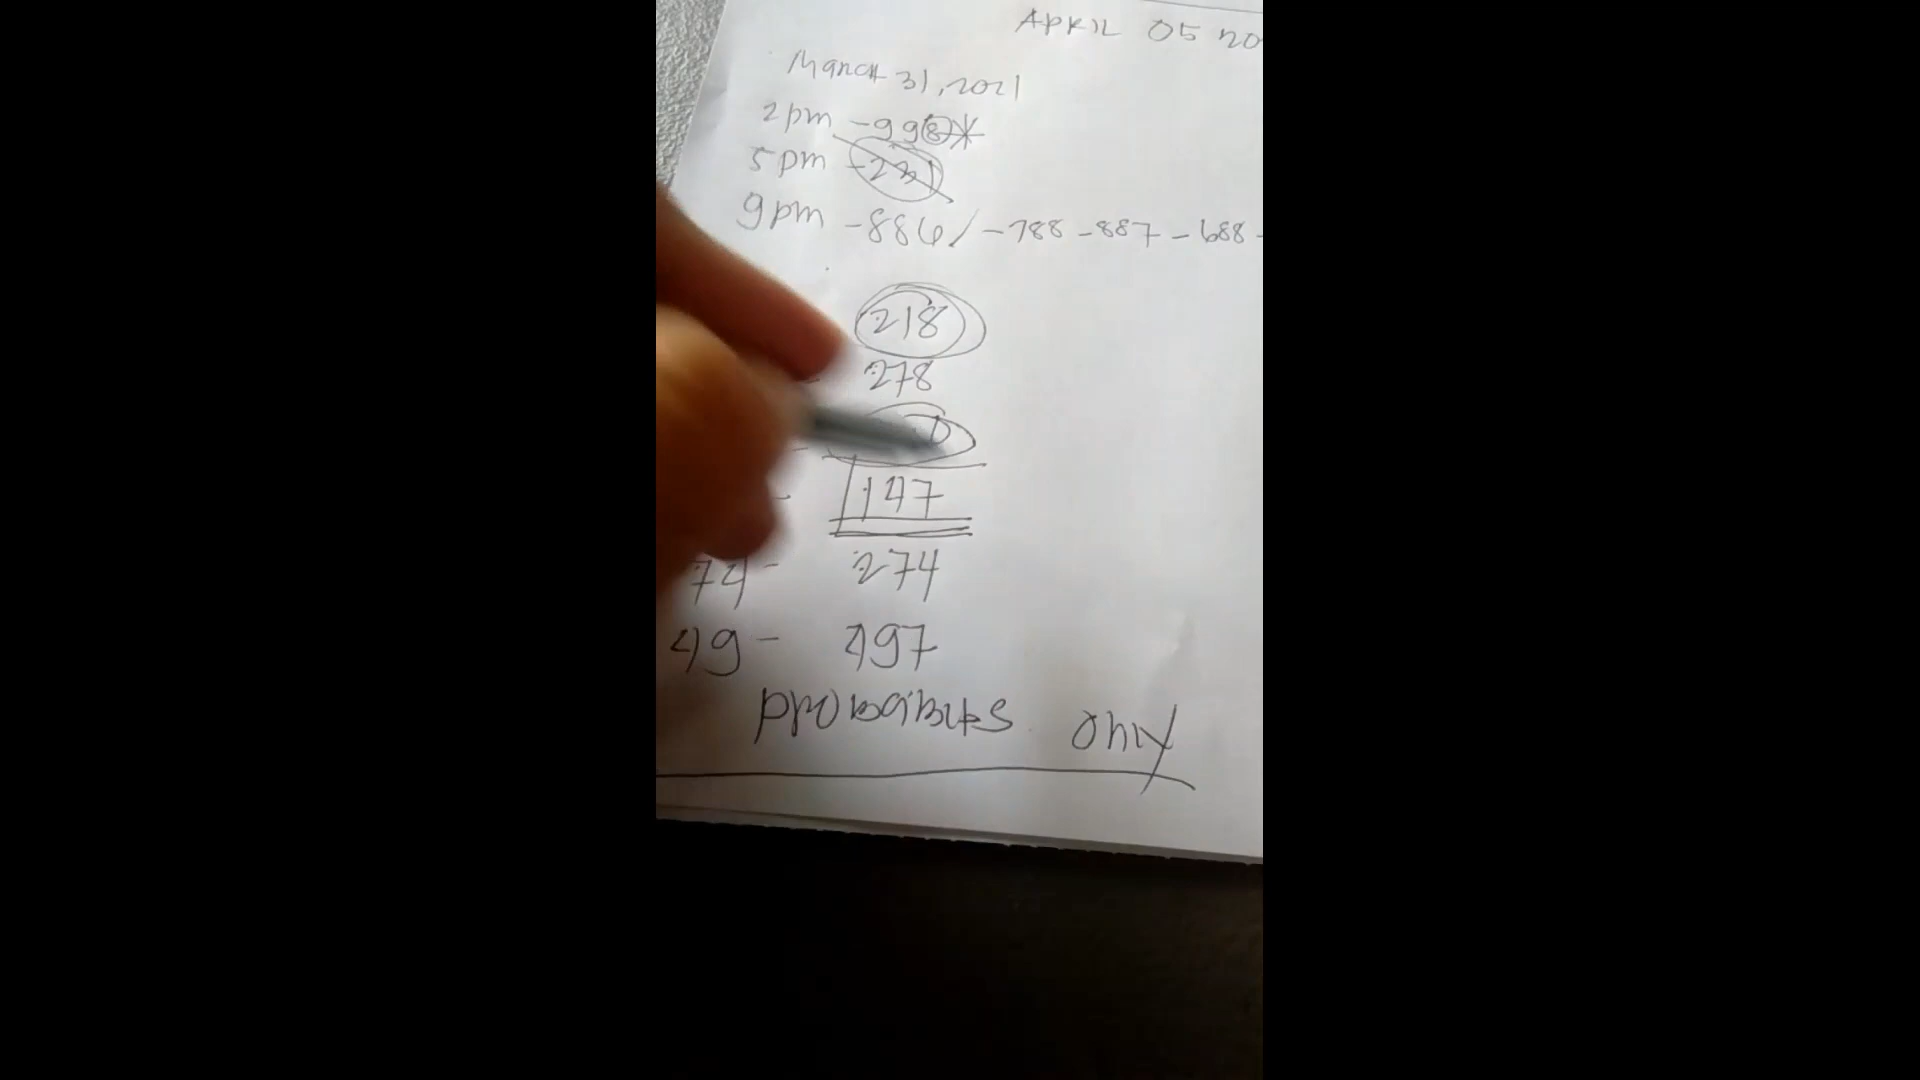 APRIL 05 20
March 31, 2021
2pm - 998
5pm - 231
9pm - 886 / - 788 - 887 - 688 -
218
278
147
74 - 274
49 - 497
only